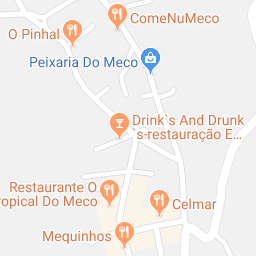 ComeNuMeco
O Pinhal
Peixaria Do Meco
Drink`s And Drunk
`s-restauração E…
Restaurante O
ropical Do Meco
Celmar
Mequinhos